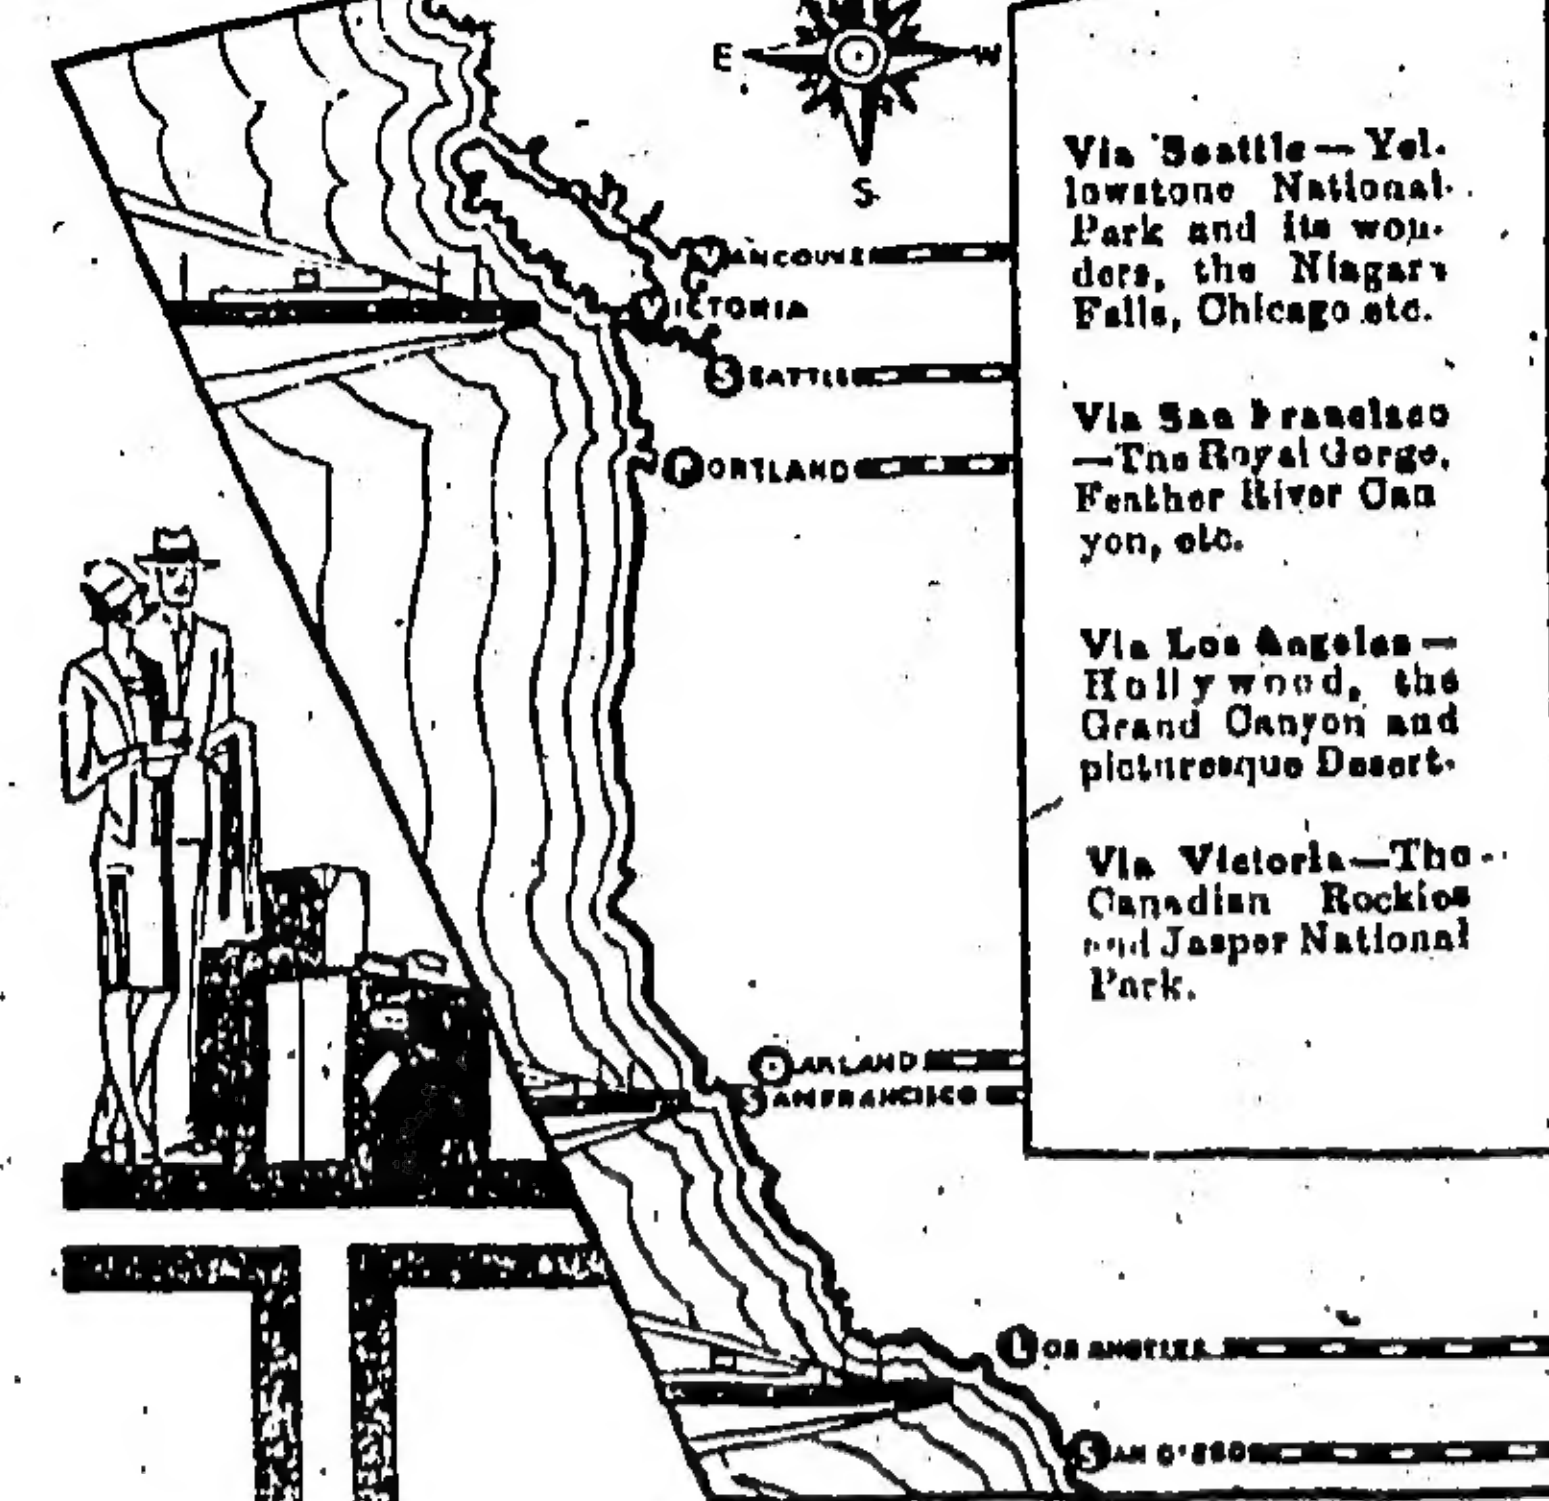 E W
S
VANCOUVER
VICTORIA
SEATTLE
PORTLAND
OAKLAND
SAN FRANCISCO
LOS ANGELES
SAN DIEGO
Via Seattle — Yel-
lowstone National
Park and its won-
ders, the Niagara
Falls, Chicago etc.
Via San Francisco
—The Royal Gorge,
Feather River Can
yon, etc.
Via Los Angeles —
Hollywood, the
Grand Canyon and
picturesque Desert.
Via Victoria—The
Canadian Rockies
and Jasper National
Park.